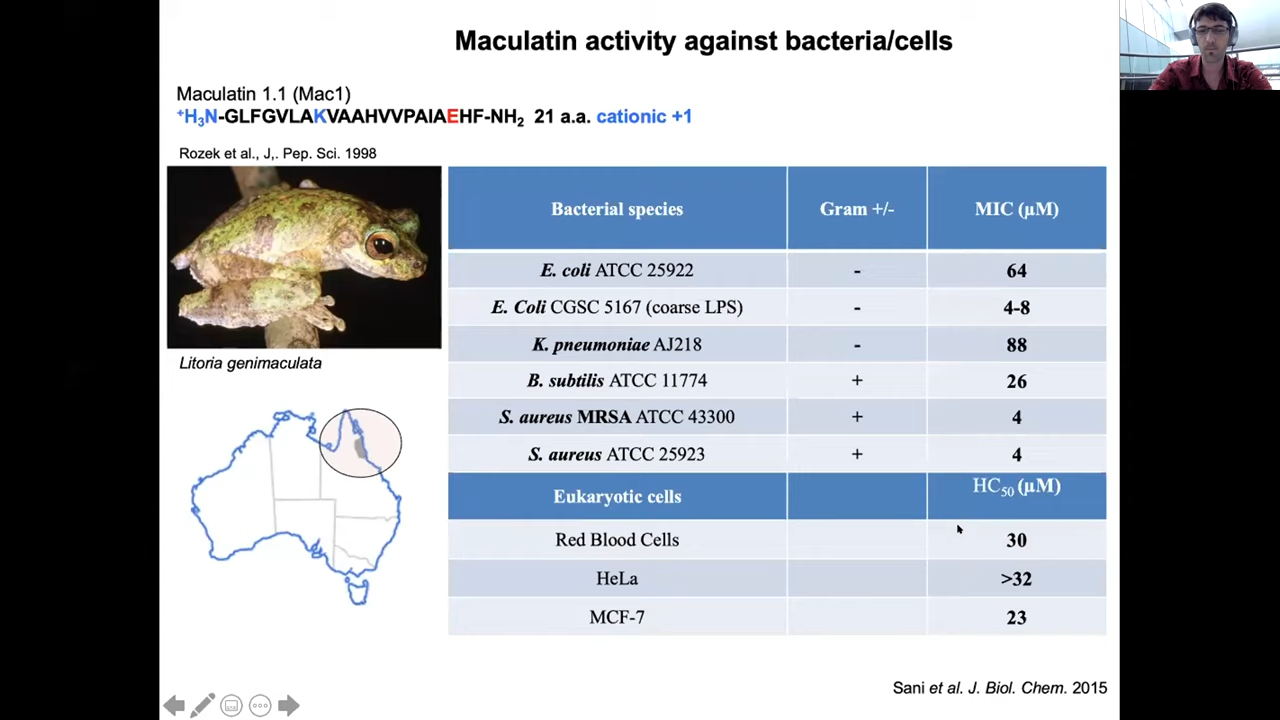 Maculatin activity against bacteria/cells
Maculatin 1.1 (Mac1)
⁺H₃N-GLFGVLAKVAAHVVPAIAEHF-NH₂ 21 a.a. cationic +1
Rozek et al., J,. Pep. Sci. 1998
Litoria genimaculata
Bacterial species Gram +/- MIC (µM)
E. coli ATCC 25922 - 64
E. Coli CGSC 5167 (coarse LPS) - 4-8
K. pneumoniae AJ218 - 88
B. subtilis ATCC 11774 + 26
S. aureus MRSA ATCC 43300 + 4
S. aureus ATCC 25923 + 4
Eukaryotic cells HC₅₀ (µM)
Red Blood Cells 30
HeLa >32
MCF-7 23
Sani et al. J. Biol. Chem. 2015